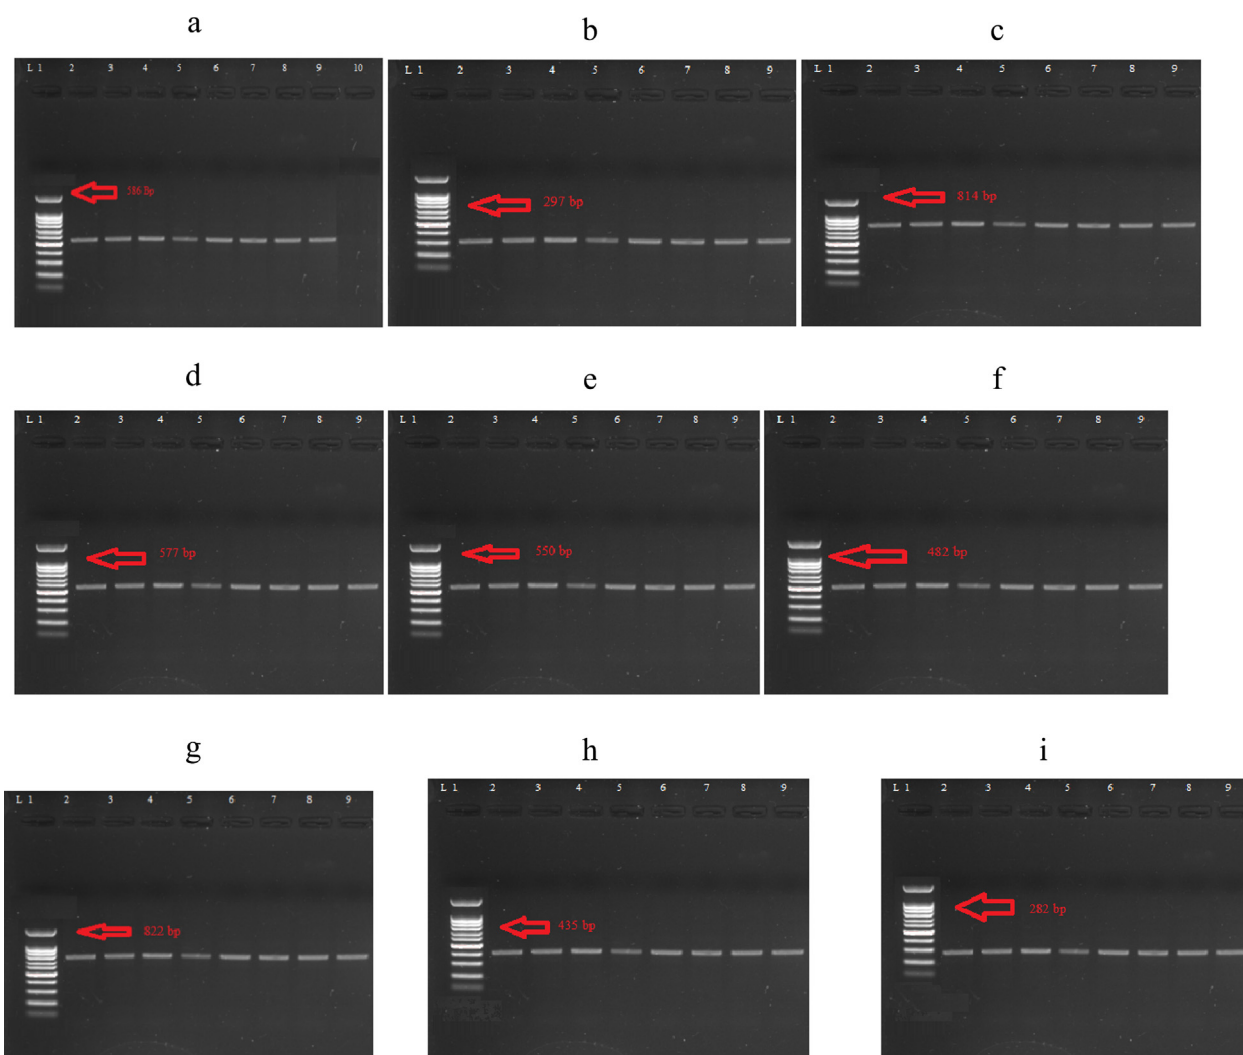 a
b
c
L 1 2 3 4 5 6 7 8 9 10
L 1 2 3 4 5 6 7 8 9
L 1 2 3 4 5 6 7 8 9
586 Bp
297 bp
814 bp
d
e
f
L 1 2 3 4 5 6 7 8 9
L 1 2 3 4 5 6 7 8 9
L 1 2 3 4 5 6 7 8 9
577 bp
550 bp
482 bp
g
h
i
L 1 2 3 4 5 6 7 8 9
L 1 2 3 4 5 6 7 8 9
L 1 2 3 4 5 6 7 8 9
822 bp
435 bp
282 bp